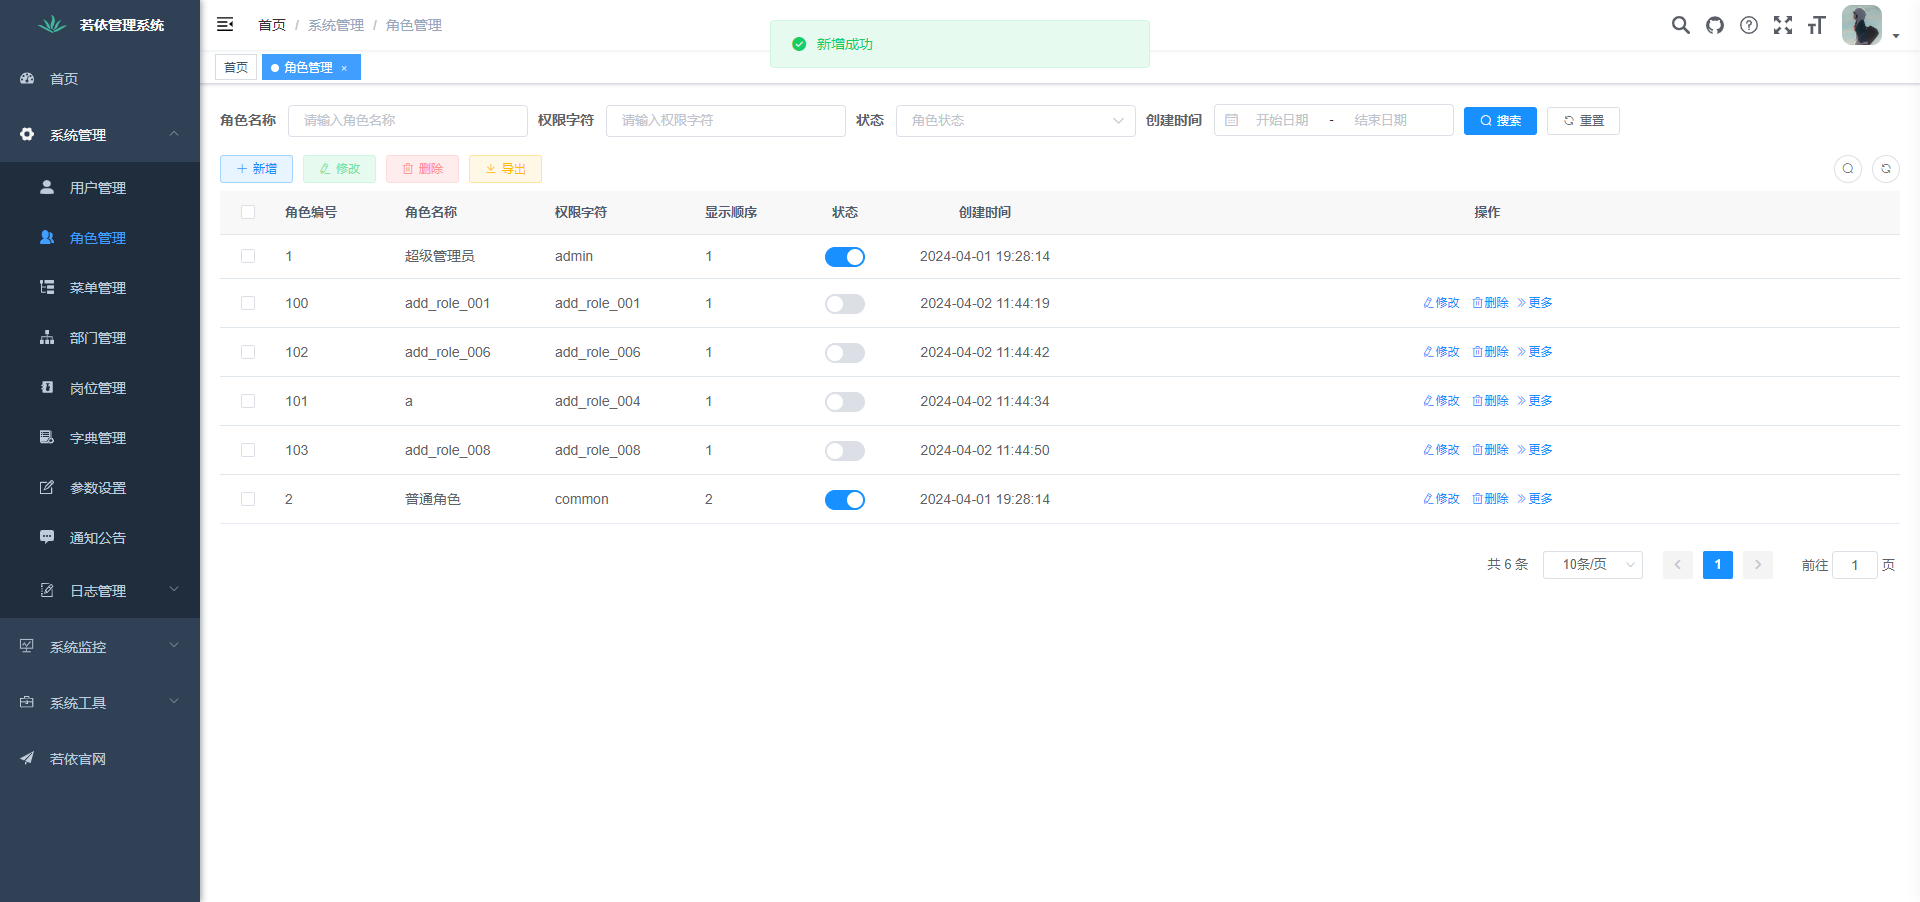 若依管理系统
首页
系统管理
用户管理
角色管理
菜单管理
部门管理
岗位管理
字典管理
参数设置
通知公告
日志管理
系统监控
系统工具
若依官网
首页 / 系统管理 / 角色管理
新增成功
首页 角色管理 ×
角色名称 请输入角色名称 权限字符 请输入权限字符 状态 角色状态 创建时间 开始日期 - 结束日期 搜索 重置
新增 修改 删除 导出
角色编号 角色名称 权限字符 显示顺序 状态 创建时间 操作
1 超级管理员 admin 1 2024-04-01 19:28:14
100 add_role_001 add_role_001 1 2024-04-02 11:44:19 修改 删除 更多
102 add_role_006 add_role_006 1 2024-04-02 11:44:42 修改 删除 更多
101 a add_role_004 1 2024-04-02 11:44:34 修改 删除 更多
103 add_role_008 add_role_008 1 2024-04-02 11:44:50 修改 删除 更多
2 普通角色 common 2 2024-04-01 19:28:14 修改 删除 更多
共 6 条 10条/页 1 前往 1 页